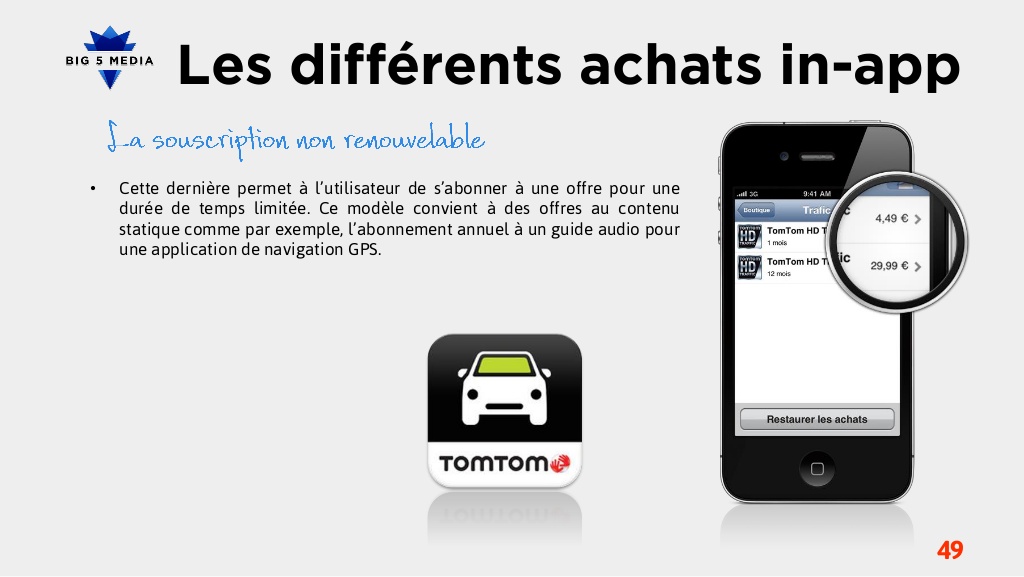 BIG 5 MEDIA
Les différents achats in-app
La souscription non renouvelable
• Cette dernière permet à l’utilisateur de s’abonner à une offre pour une
durée de temps limitée. Ce modèle convient à des offres au contenu
statique comme par exemple, l’abonnement annuel à un guide audio pour
une application de navigation GPS.
3G 9:41 AM
Boutique Trafic
TomTom HD
1 mois
4,49 €
TomTom HD
12 mois
29,99 €
Restaurer les achats
TOMTOM
49